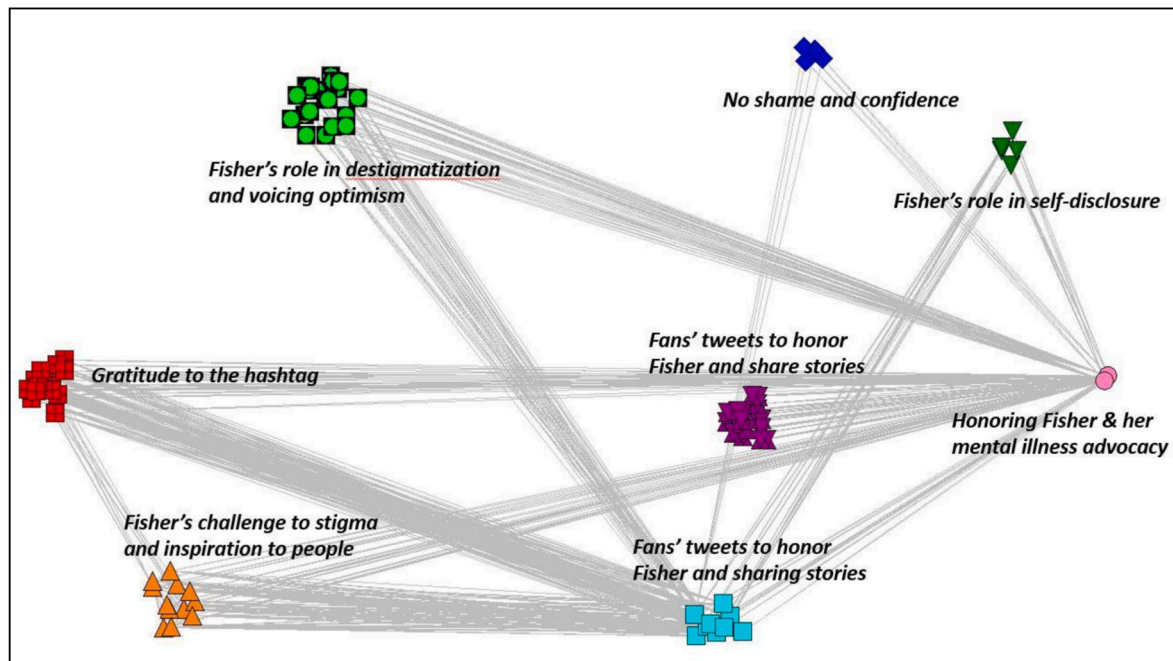 No shame and confidence
Fisher's role in destigmatization
and voicing optimism
Fisher's role in self-disclosure
Fans' tweets to honor
Fisher and share stories
Gratitude to the hashtag
Honoring Fisher & her
mental illness advocacy
Fisher's challenge to stigma
and inspiration to people
Fans' tweets to honor
Fisher and sharing stories